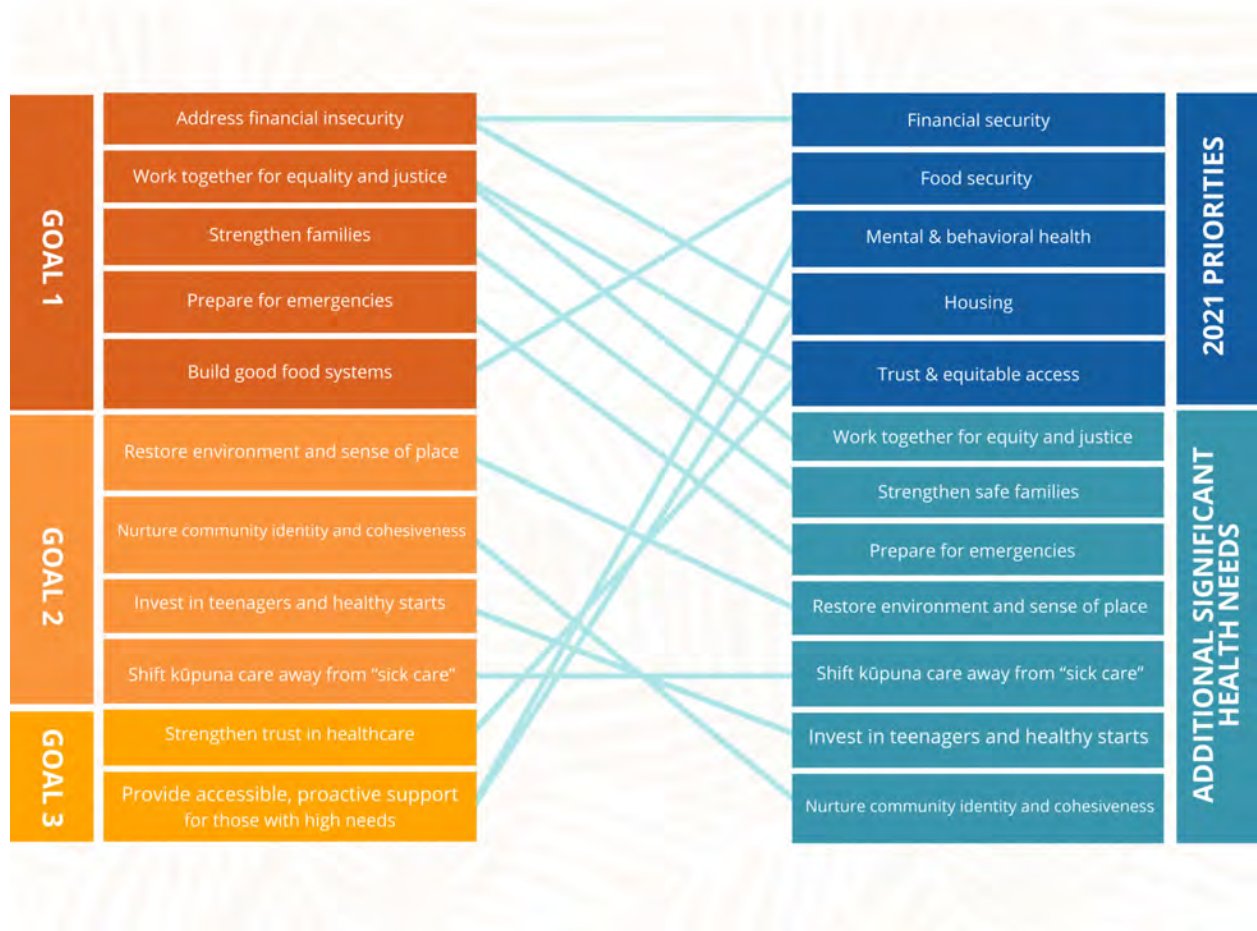 GOAL 1
Address financial insecurity
Work together for equality and justice
Strengthen families
Prepare for emergencies
Build good food systems
GOAL 2
Restore environment and sense of place
Nurture community identity and cohesiveness
Invest in teenagers and healthy starts
Shift kūpuna care away from “sick care”
GOAL 3
Strengthen trust in healthcare
Provide accessible, proactive support
for those with high needs
2021 PRIORITIES
Financial security
Food security
Mental & behavioral health
Housing
Trust & equitable access
ADDITIONAL SIGNIFICANT
HEALTH NEEDS
Work together for equity and justice
Strengthen safe families
Prepare for emergencies
Restore environment and sense of place
Shift kūpuna care away from “sick care”
Invest in teenagers and healthy starts
Nurture community identity and cohesiveness